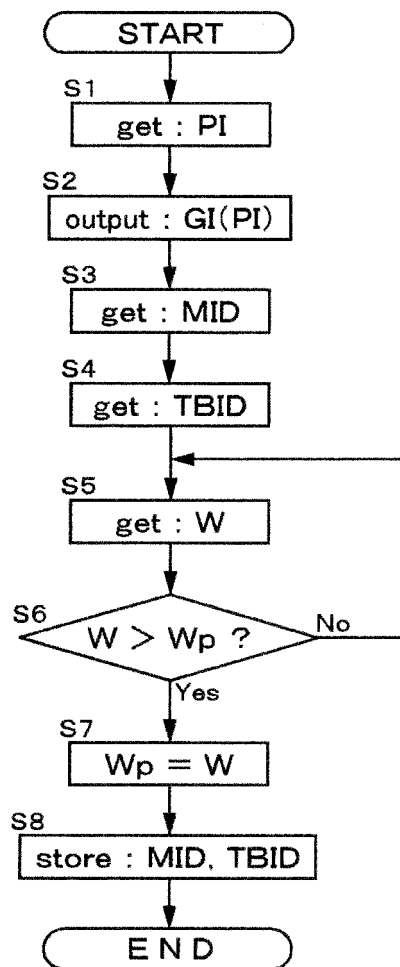 START
S1
get : PI
S2
output : GI(PI)
S3
get : MID
S4
get : TBID
S5
get : W
S6
W > Wp ?
No
Yes
S7
Wp = W
S8
store : MID, TBID
END